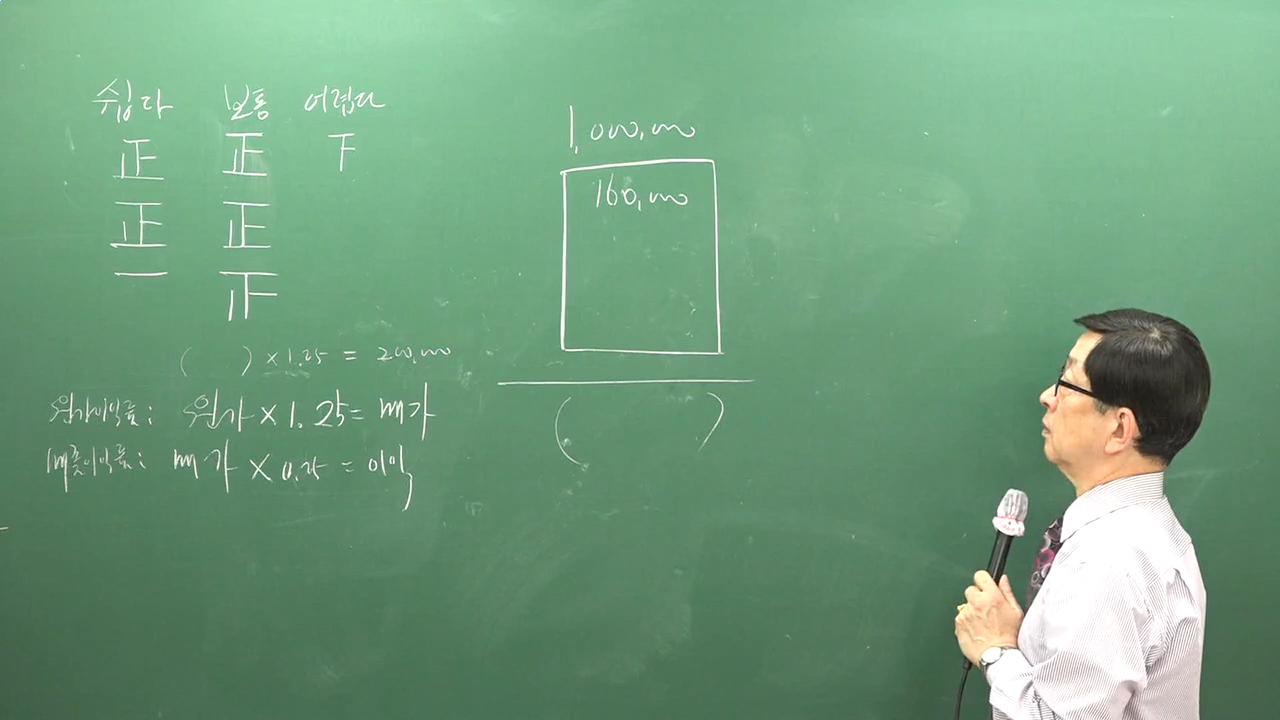 쉽다 보통 어렵다
正 正 下
正 正
一 正
( ) × 1.25 = 200,000
원가이익률: 원가 × 1.25 = 매가
매출이익률: 매가 × 0.25 = 이익
1,000,000
160,000
( )